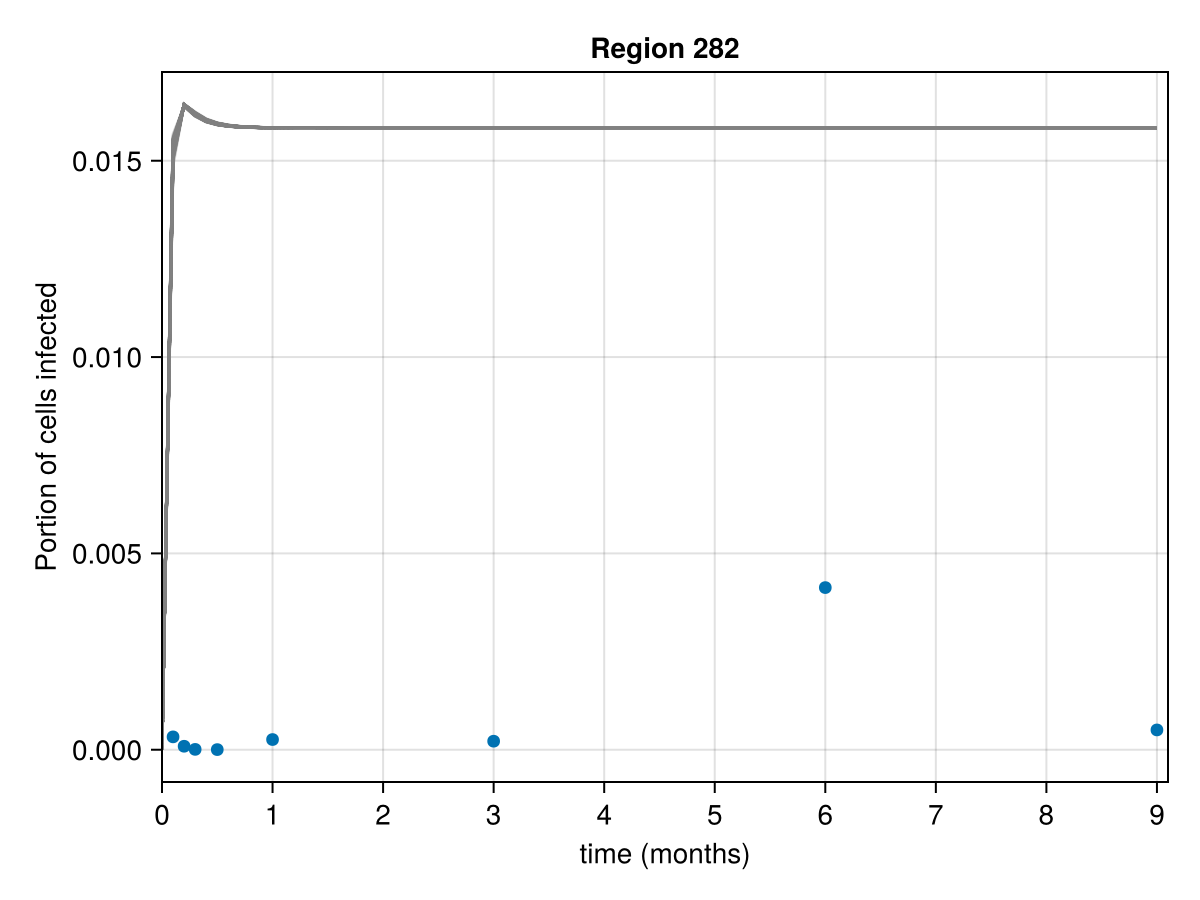 Region 282
Portion of cells infected
0.015
0.010
0.005
0.000
0 1 2 3 4 5 6 7 8 9
time (months)